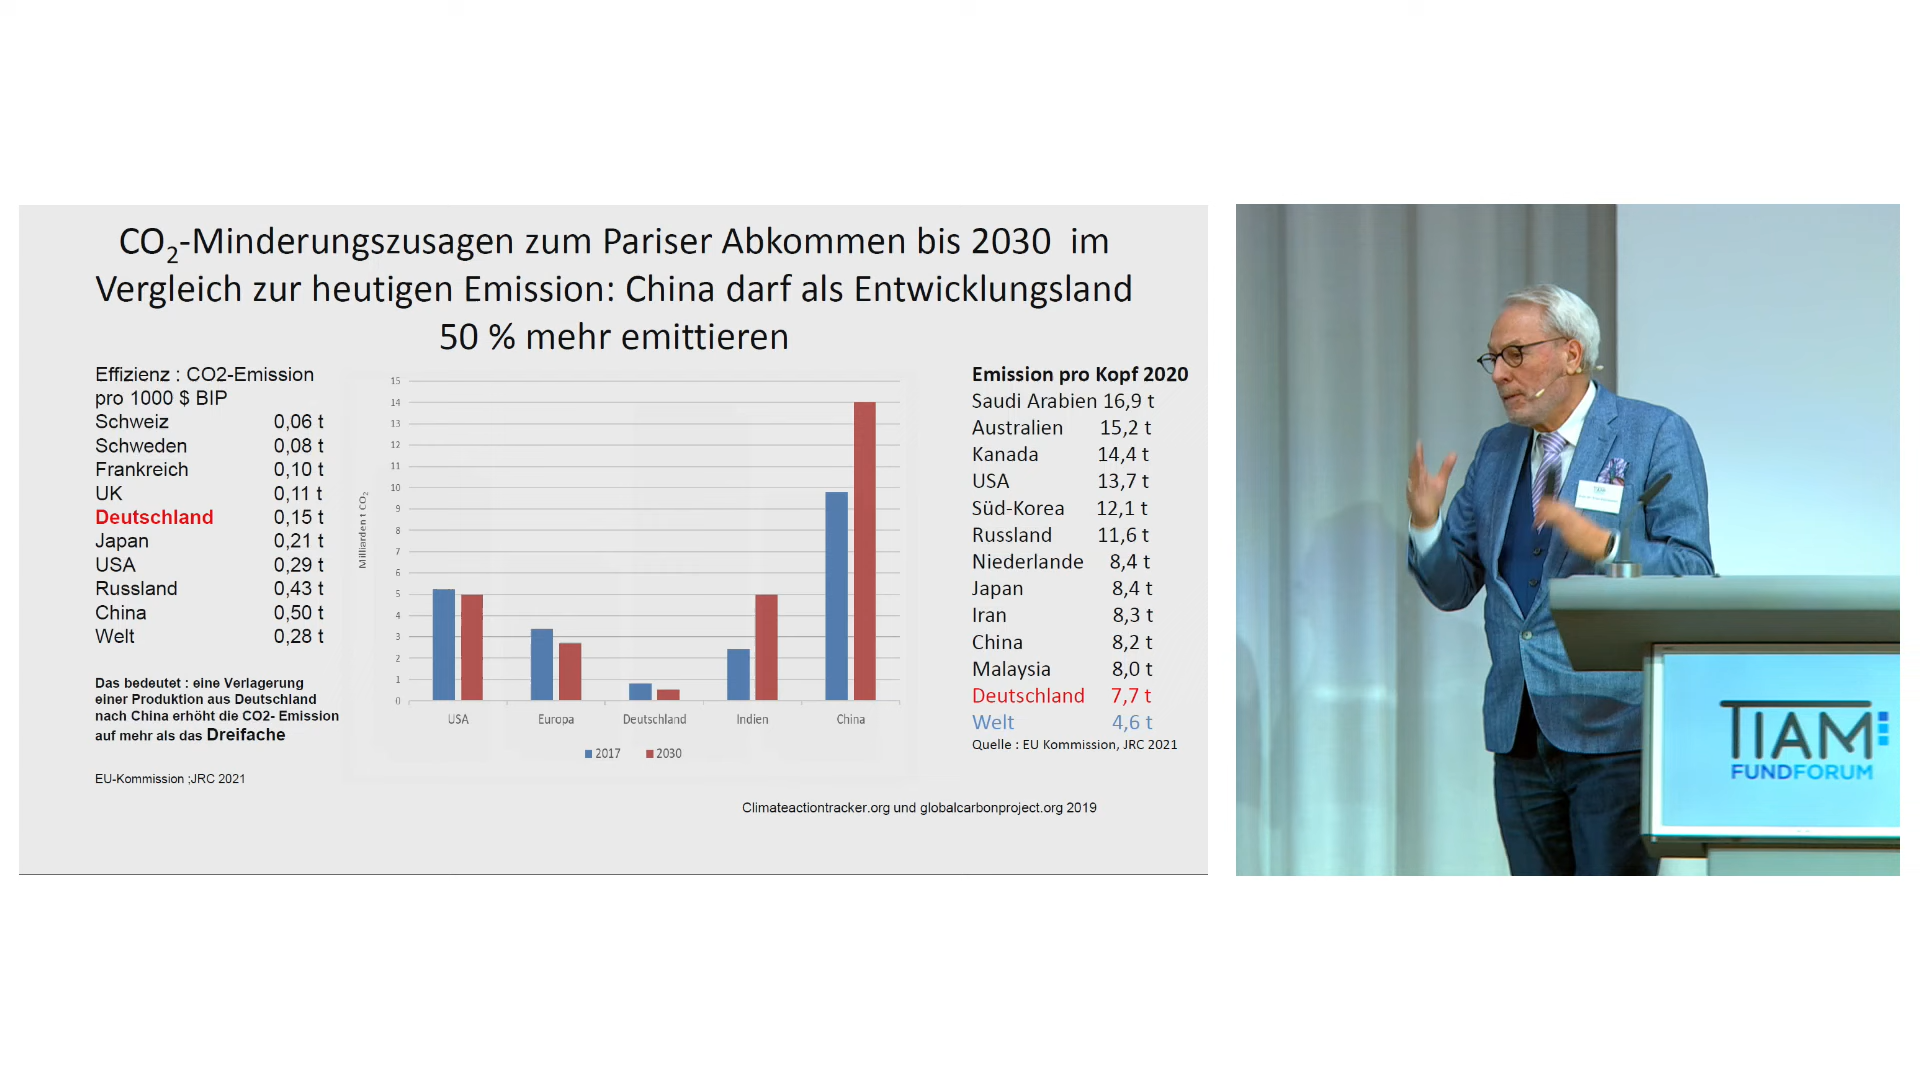 CO2-Minderungszusagen zum Pariser Abkommen bis 2030 im
Vergleich zur heutigen Emission: China darf als Entwicklungsland
50 % mehr emittieren
Effizienz : CO2-Emission
pro 1000 $ BIP
Schweiz 0,06 t
Schweden 0,08 t
Frankreich 0,10 t
UK 0,11 t
Deutschland 0,15 t
Japan 0,21 t
USA 0,29 t
Russland 0,43 t
China 0,50 t
Welt 0,28 t
Das bedeutet : eine Verlagerung
einer Produktion aus Deutschland
nach China erhöht die CO2- Emission
auf mehr als das Dreifache
EU-Kommission ;JRC 2021
Milliarden t CO2
15
14
13
12
11
10
9
8
7
6
5
4
3
2
1
0
USA Europa Deutschland Indien China
2017 2030
Climateactiontracker.org und globalcarbonproject.org 2019
Emission pro Kopf 2020
Saudi Arabien 16,9 t
Australien 15,2 t
Kanada 14,4 t
USA 13,7 t
Süd-Korea 12,1 t
Russland 11,6 t
Niederlande 8,4 t
Japan 8,4 t
Iran 8,3 t
China 8,2 t
Malaysia 8,0 t
Deutschland 7,7 t
Welt 4,6 t
Quelle : EU Kommission, JRC 2021
TIAM
FUNDFORUM